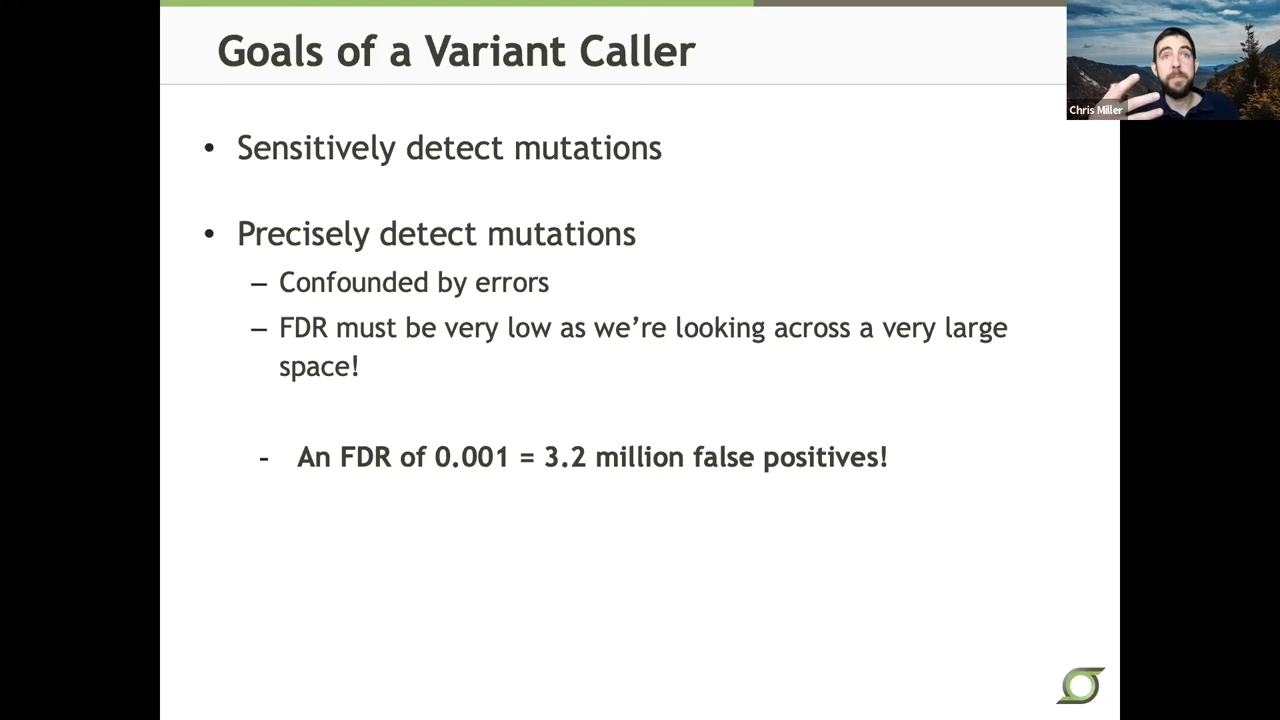 Goals of a Variant Caller
Chris Miller
• Sensitively detect mutations
• Precisely detect mutations
– Confounded by errors
– FDR must be very low as we’re looking across a very large
space!
- An FDR of 0.001 = 3.2 million false positives!